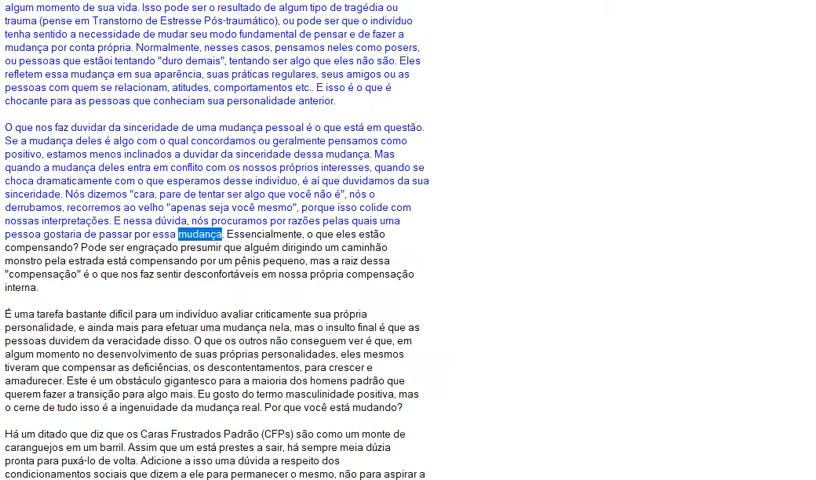 algum momento de sua vida. Isso pode ser o resultado de algum tipo de tragédia ou
trauma (pense em Transtorno de Estresse Pós-traumático), ou pode ser que o indivíduo
tenha sentido a necessidade de mudar seu modo fundamental de pensar e de fazer a
mudança por conta própria. Normalmente, nesses casos, pensamos neles como posers,
ou pessoas que estãoi tentando "duro demais", tentando ser algo que eles não são. Eles
refletem essa mudança em sua aparência, suas práticas regulares, seus amigos ou as
pessoas com quem se relacionam, atitudes, comportamentos etc.. E isso é o que é
chocante para as pessoas que conheciam sua personalidade anterior.

O que nos faz duvidar da sinceridade de uma mudança pessoal é o que está em questão.
Se a mudança deles é algo com o qual concordamos ou geralmente pensamos como
positivo, estamos menos inclinados a duvidar da sinceridade dessa mudança. Mas
quando a mudança deles entra em conflito com os nossos próprios interesses, quando se
choca dramaticamente com o que esperamos desse indivíduo, é aí que duvidamos da sua
sinceridade. Nós dizemos "cara, pare de tentar ser algo que você não é", nós o
derrubamos, recorremos ao velho "apenas seja você mesmo", porque isso colide com
nossas interpretações. E nessa dúvida, nós procuramos por razões pelas quais uma
pessoa gostaria de passar por essa mudança. Essencialmente, o que eles estão
compensando? Pode ser engraçado presumir que alguém dirigindo um caminhão
monstro pela estrada está compensando por um pênis pequeno, mas a raiz dessa
"compensação" é o que nos faz sentir desconfortáveis em nossa própria compensação
interna.

É uma tarefa bastante difícil para um indivíduo avaliar criticamente sua própria
personalidade, e ainda mais para efetuar uma mudança nela, mas o insulto final é que as
pessoas duvidem da veracidade disso. O que os outros não conseguem ver é que, em
algum momento no desenvolvimento de suas próprias personalidades, eles mesmos
tiveram que compensar as deficiências, os descontentamentos, para crescer e
amadurecer. Este é um obstáculo gigantesco para a maioria dos homens padrão que
querem fazer a transição para algo mais. Eu gosto do termo masculinidade positiva, mas
o cerne de tudo isso é a ingenuidade da mudança real. Por que você está mudando?

Há um ditado que diz que os Caras Frustrados Padrão (CFPs) são como um monte de
caranguejos em um barril. Assim que um está prestes a sair, há sempre meia dúzia
pronta para puxá-lo de volta. Adicione a isso uma dúvida a respeito dos
condicionamentos sociais que dizem a ele para permanecer o mesmo, não para aspirar a